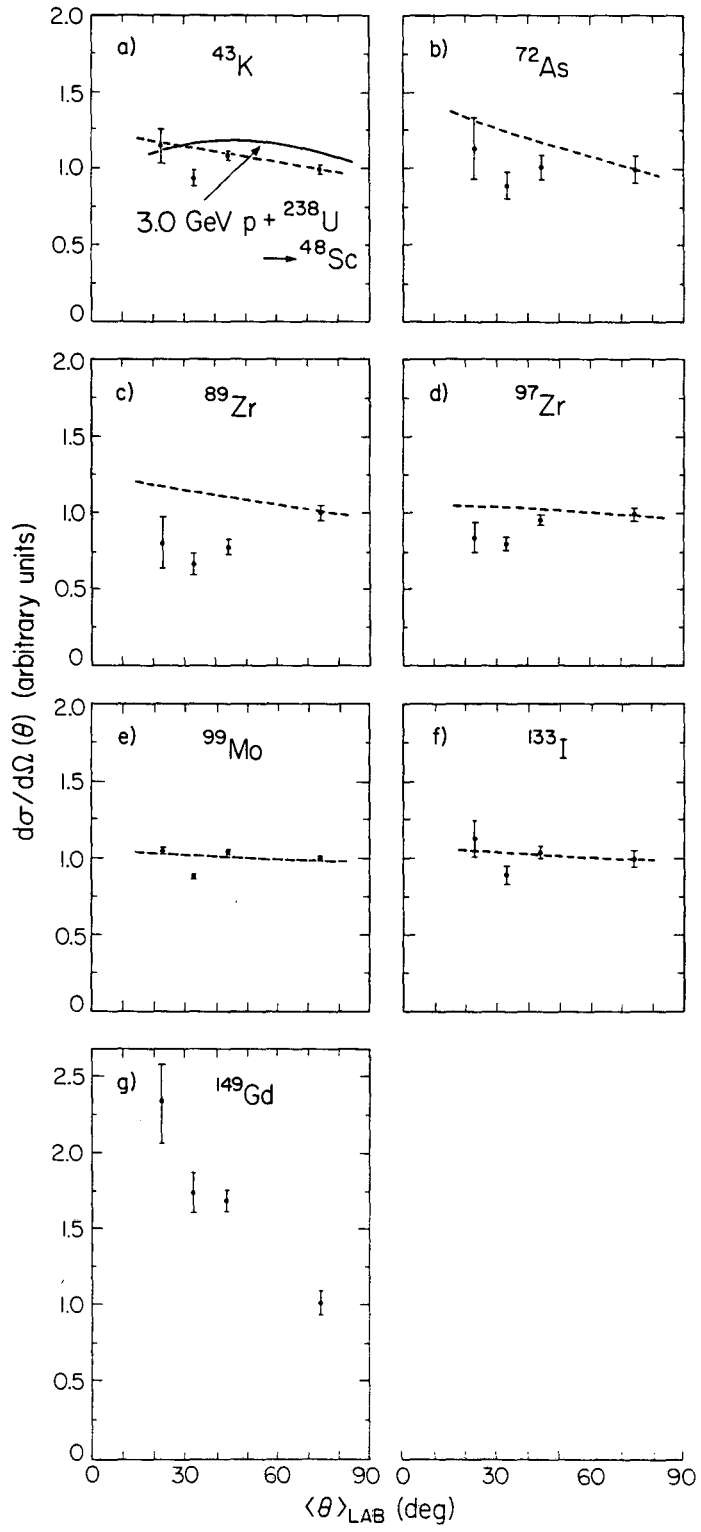 2.0
1.5
1.0
0.5
0
a)
⁴³K
3.0 GeV p + ²³⁸U
→ ⁴⁸Sc
b)
⁷²As
2.0
1.5
1.0
0.5
0
c)
⁸⁹Zr
d)
⁹⁷Zr
dσ/dΩ(θ) (arbitrary units)
2.0
1.5
1.0
0.5
0
e)
⁹⁹Mo
f)
¹³³I
2.5
2.0
1.5
1.0
0.5
0
g)
¹⁴⁹Gd
0 30 60 90
0 30 60 90
⟨θ⟩LAB (deg)